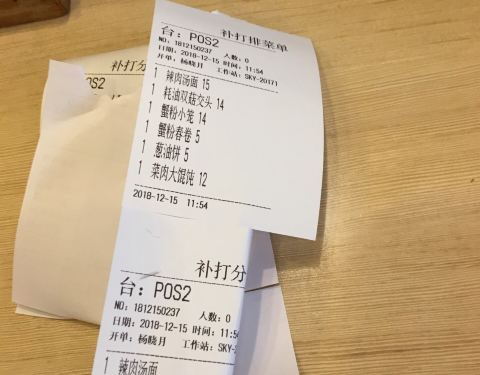 补打排菜单
台：POS2
NO：1812150237 人数：0
日期：2018-12-15 时间：11:54
开单：杨晓月 工作站：SKY-20171
1 辣肉汤面 15
1 耗油双菇交头 14
1 蟹粉小笼 14
1 蟹粉春卷 5
1 葱油饼 5
1 菜肉大馄饨 12
2018-12-15 11:54
补打分
POS2
补打分
台：POS2
NO：1812150237 人数：0
日期：2018-12-15 时间：11:5
开单：杨晓月 工作站：SKY-2
1 辣肉汤面